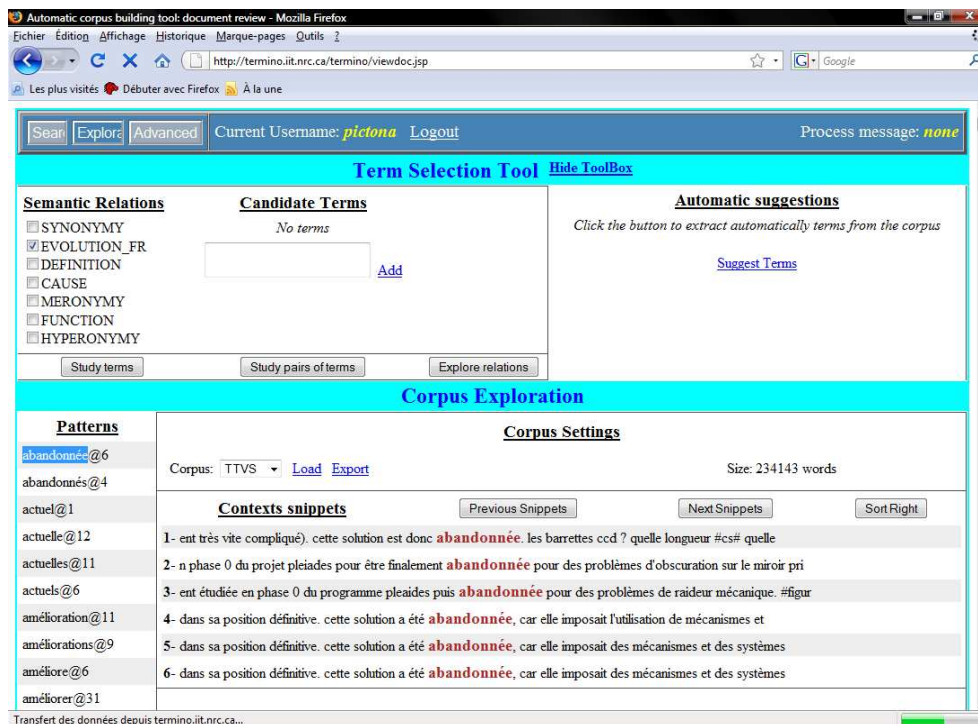 Automatic corpus building tool: document review - Mozilla Firefox
Fichier Édition Affichage Historique Marque-pages Outils ?
http://termino.iit.nrc.ca/termino/viewdoc.jsp
G Google
Les plus visités Débuter avec Firefox À la une
Sear Explora Advanced Current Username: pictona Logout Process message: none
Term Selection Tool Hide ToolBox
Semantic Relations
SYNONYMY
EVOLUTION_FR
DEFINITION
CAUSE
MERONYMY
FUNCTION
HYPERONYMY
Candidate Terms
No terms
Add
Study terms Study pairs of terms Explore relations
Automatic suggestions
Click the button to extract automatically terms from the corpus
Suggest Terms
Corpus Exploration
Patterns
abandonnée@6
abandonnés@4
actuel@1
actuelle@12
actuelles@11
actuels@6
amélioration@11
améliorations@9
améliore@6
améliorer@31
Corpus Settings
Corpus: TTVS Load Export Size: 234143 words
Contexts snippets Previous Snippets Next Snippets Sort Right
1- ent très vite compliqué). cette solution est donc abandonnée. les barrettes ccd ? quelle longueur #cs# quelle
2- n phase 0 du projet pleiades pour être finalement abandonnée pour des problèmes d'obscuration sur le miroir pri
3- ent étudiée en phase 0 du programme pleaides puis abandonnée pour des problèmes de raideur mécanique. #figur
4- dans sa position définitive. cette solution a été abandonnée, car elle imposait l'utilisation de mécanismes et
5- dans sa position définitive. cette solution a été abandonnée, car elle imposait des mécanismes et des systèmes
6- dans sa position définitive. cette solution a été abandonnée, car elle imposait des mécanismes et des systèmes
Transfert des données depuis termino.iit.nrc.ca...